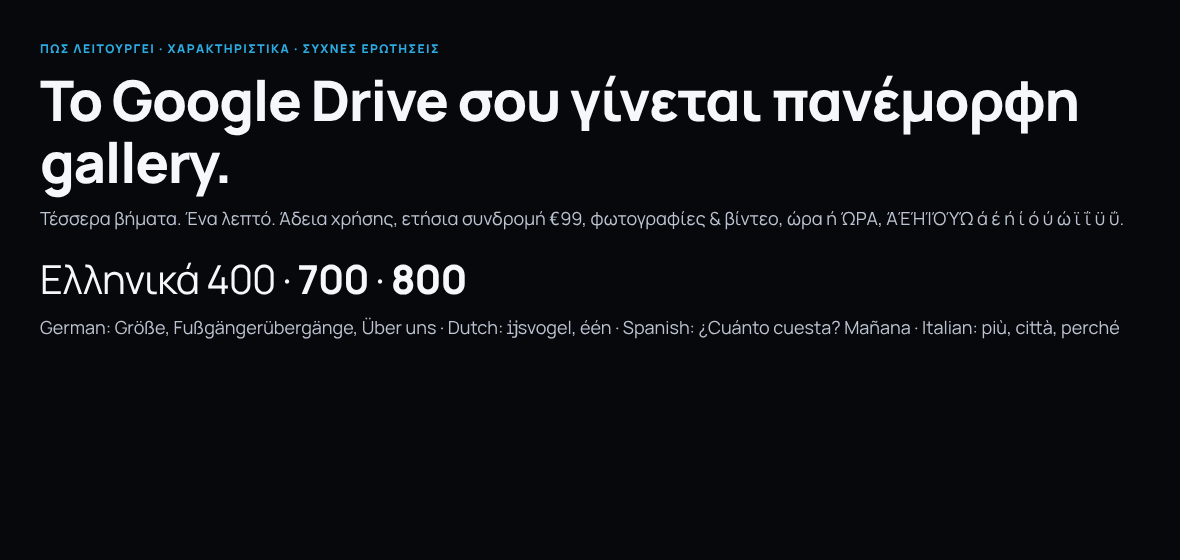 ΠΩΣ ΛΕΙΤΟΥΡΓΕΙ · ΧΑΡΑΚΤΗΡΙΣΤΙΚΑ · ΣΥΧΝΕΣ ΕΡΩΤΗΣΕΙΣ
Το Google Drive σου γίνεται πανέμορφη
gallery.
Τέσσερα βήματα. Ένα λεπτό. Άδεια χρήσης, ετήσια συνδρομή €99, φωτογραφίες & βίντεο, ώρα ή ΏΡΑ, ΆΈΉΊΌΎΏ ά έ ή ί ό ύ ώ ϊ ΐ ϋ ΰ.
Ελληνικά 400 · 700 · 800
German: Größe, Fußgängerübergänge, Über uns · Dutch: ijsvogel, één · Spanish: ¿Cuánto cuesta? Mañana · Italian: più, città, perché